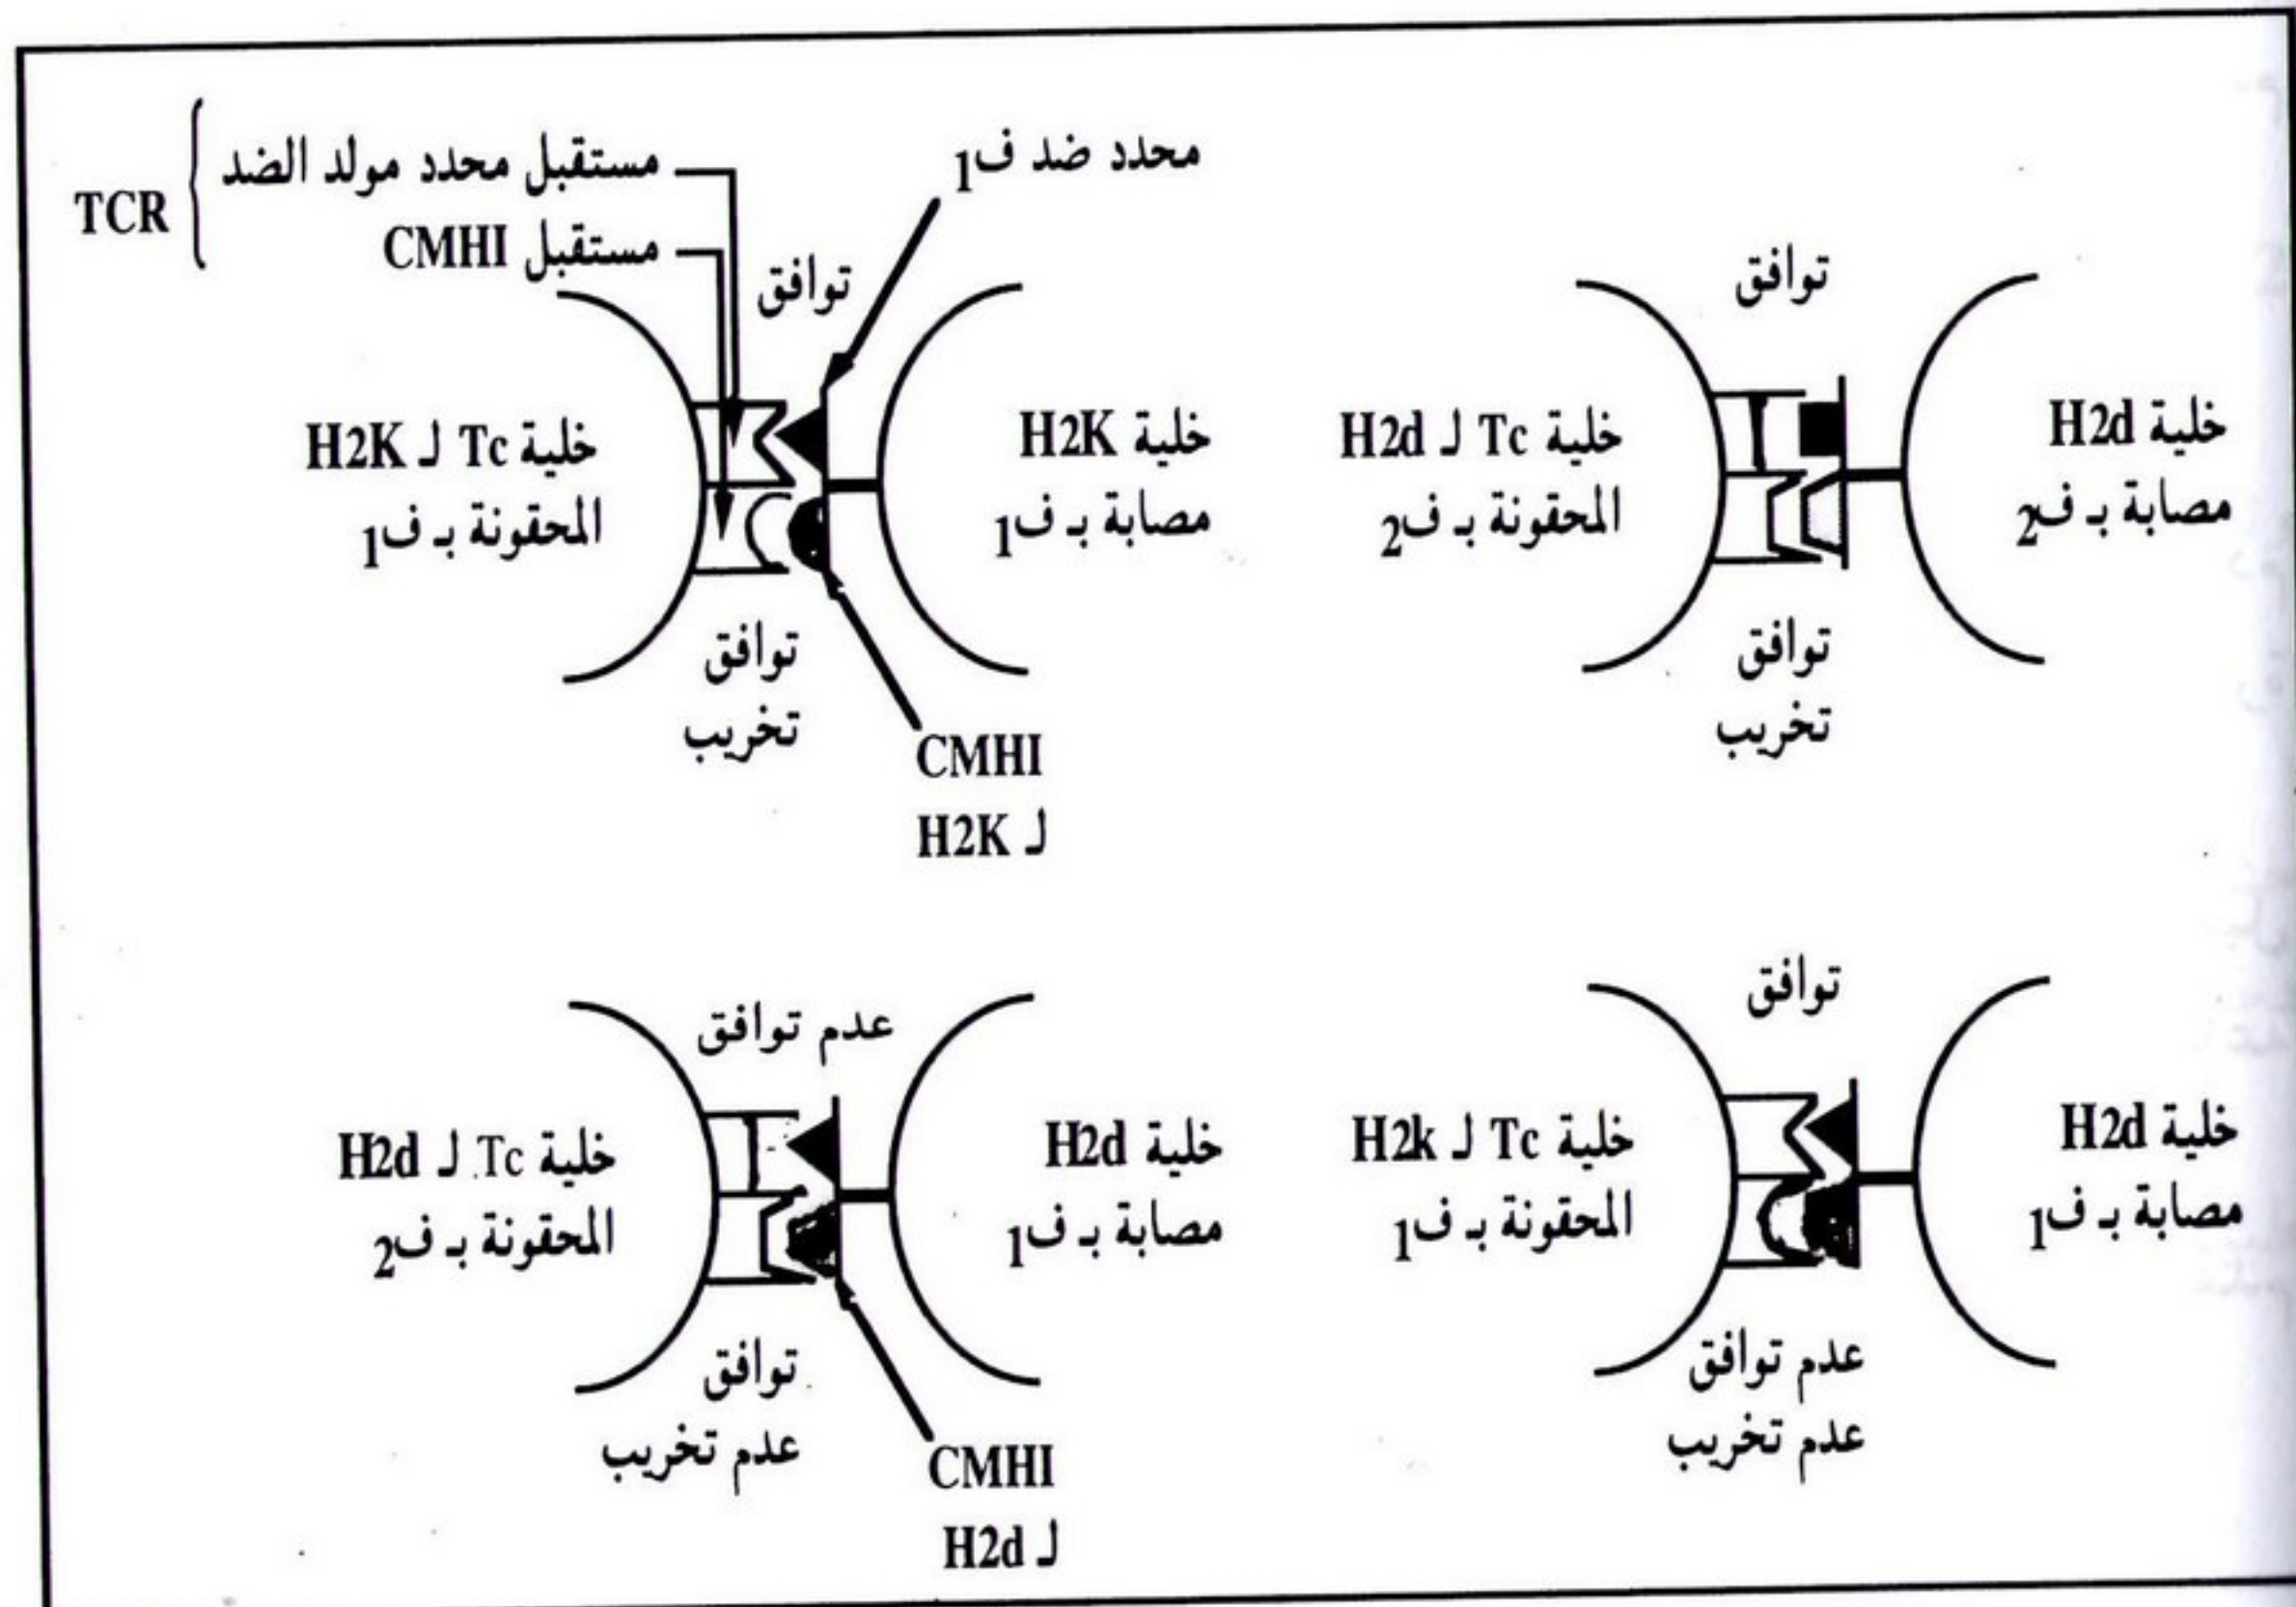 TCR
مستقبل محدد مولد الضد
مستقبل CMHI
محدد ضد ف1
توافق
خلية Tc لـ H2K
المحقونة بـ ف1
خلية H2K
مصابة بـ ف1
توافق
تخريب
CMHI
لـ H2K
توافق
خلية Tc لـ H2d
المحقونة بـ ف2
خلية H2d
مصابة بـ ف2
توافق
تخريب
عدم توافق
خلية Tc لـ H2d
المحقونة بـ ف2
خلية H2d
مصابة بـ ف1
توافق
عدم تخريب
CMHI
لـ H2d
توافق
خلية Tc لـ H2k
المحقونة بـ ف1
خلية H2d
مصابة بـ ف1
عدم توافق
عدم تخريب